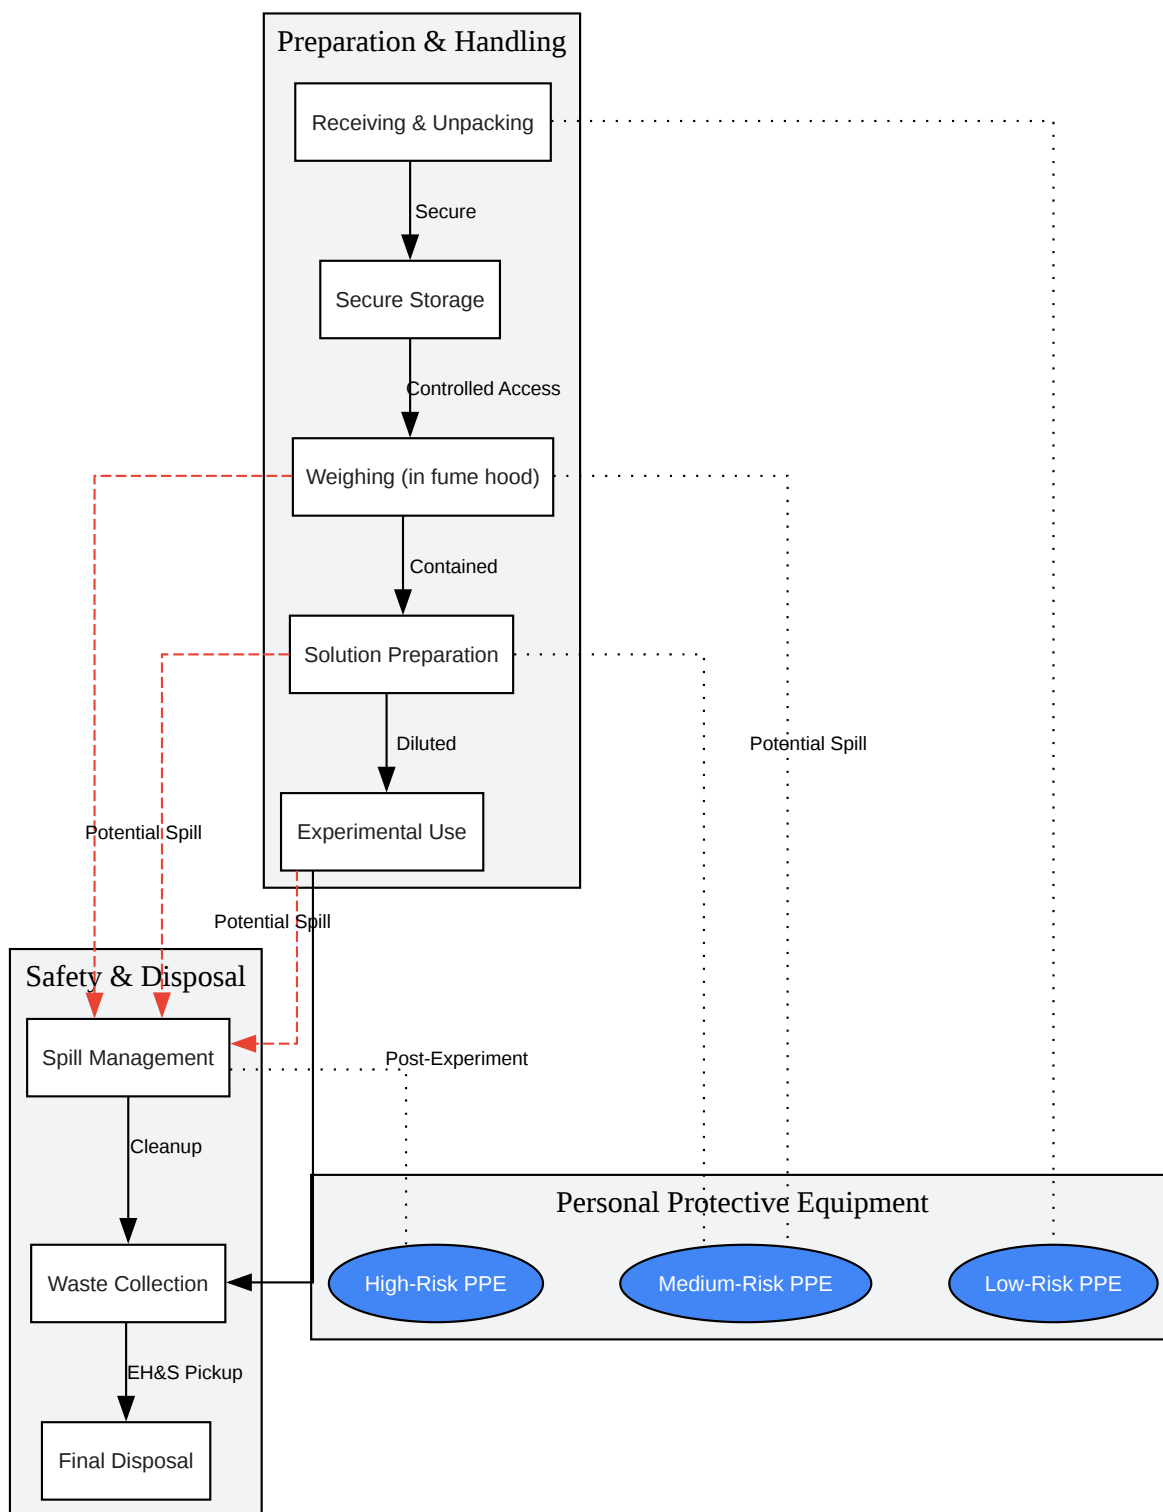 Preparation & Handling
Receiving & Unpacking
Secure
Secure Storage
Controlled Access
Weighing (in fume hood)
Contained
Solution Preparation
Diluted
Potential Spill
Experimental Use
Potential Spill
Potential Spill
Safety & Disposal
Spill Management
Post-Experiment
Cleanup
Personal Protective Equipment
Waste Collection
High-Risk PPE
Medium-Risk PPE
Low-Risk PPE
EH&S Pickup
Final Disposal